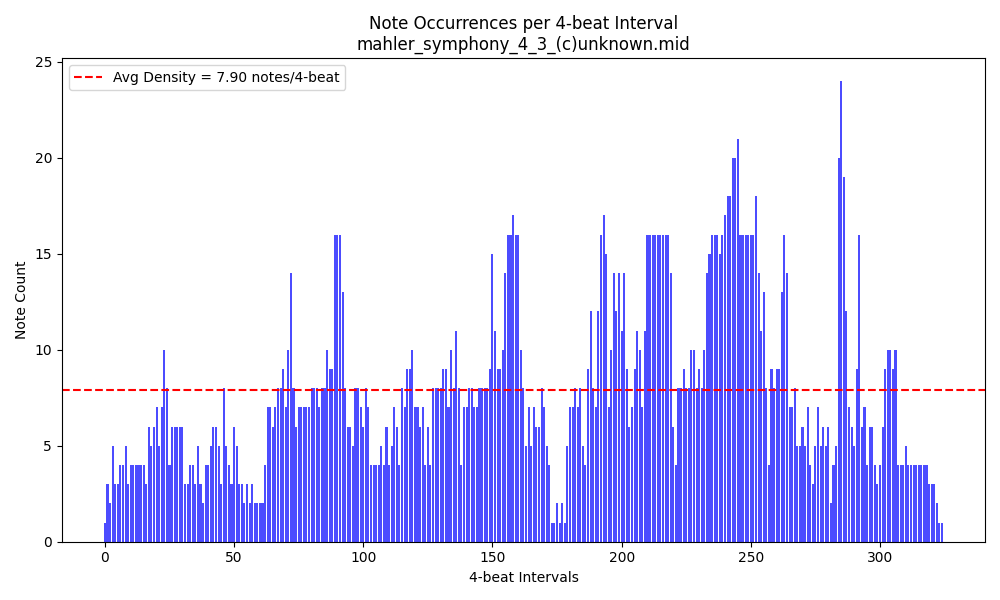 Note Occurrences per 4-beat Interval
mahler_symphony_4_3_(c)unknown.mid
Avg Density = 7.90 notes/4-beat
Note Count
25
20
15
10
5
0
0 50 100 150 200 250 300
4-beat Intervals